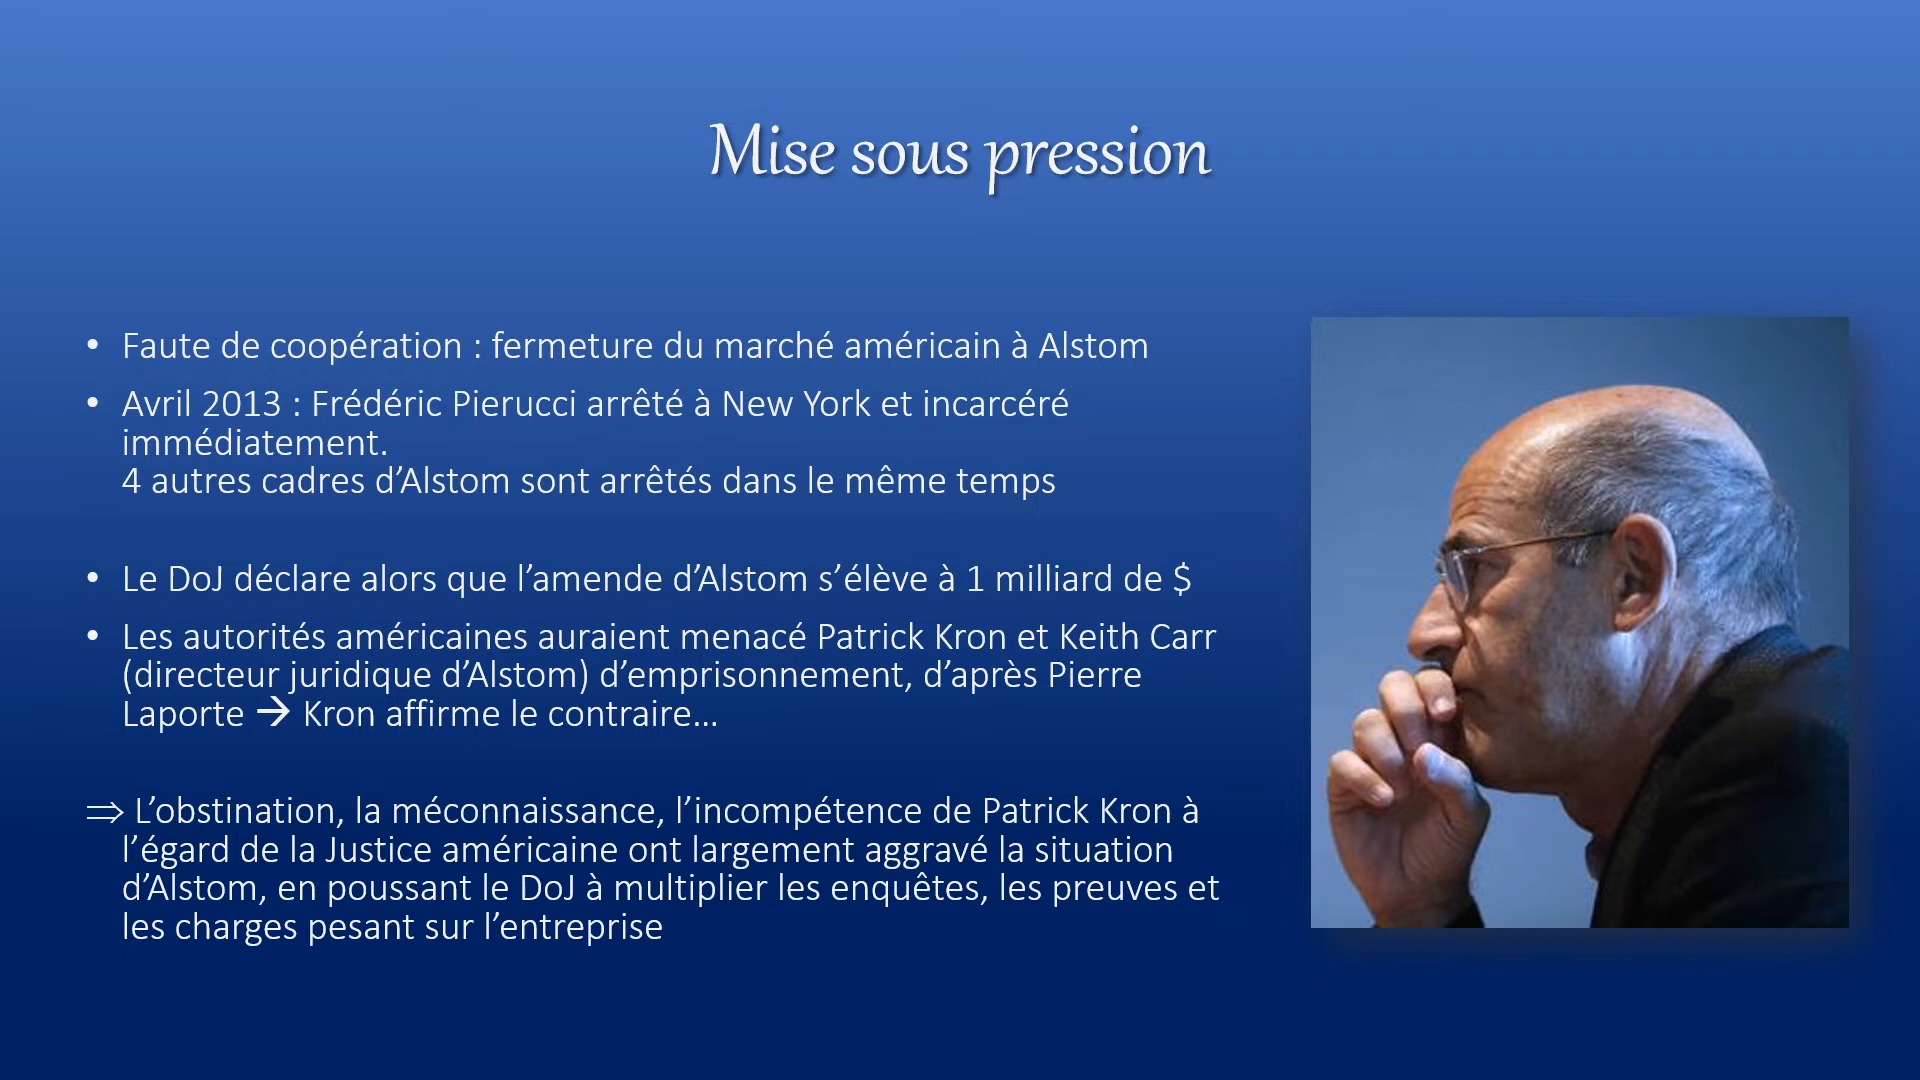 Mise sous pression
• Faute de coopération : fermeture du marché américain à Alstom
• Avril 2013 : Frédéric Pierucci arrêté à New York et incarcéré
immédiatement.
4 autres cadres d’Alstom sont arrêtés dans le même temps
• Le DoJ déclare alors que l’amende d’Alstom s’élève à 1 milliard de $
• Les autorités américaines auraient menacé Patrick Kron et Keith Carr
(directeur juridique d’Alstom) d’emprisonnement, d’après Pierre
Laporte → Kron affirme le contraire…
⇒ L’obstination, la méconnaissance, l’incompétence de Patrick Kron à
l’égard de la Justice américaine ont largement aggravé la situation
d’Alstom, en poussant le DoJ à multiplier les enquêtes, les preuves et
les charges pesant sur l’entreprise